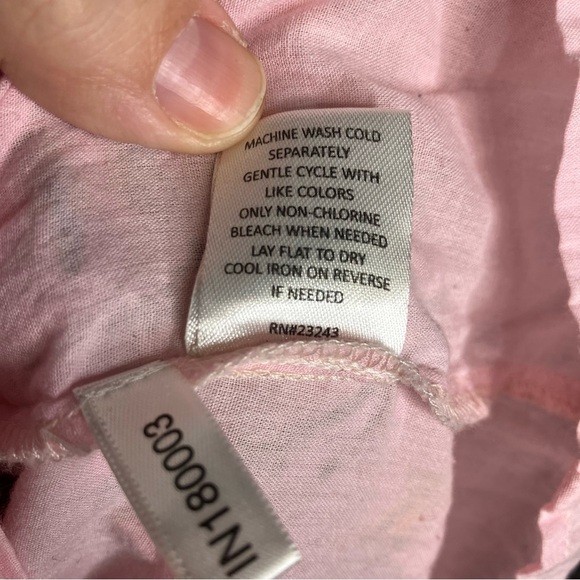 MACHINE WASH COLD
SEPARATELY
GENTLE CYCLE WITH
LIKE COLORS
ONLY NON-CHLORINE
BLEACH WHEN NEEDED
LAY FLAT TO DRY
COOL IRON ON REVERSE
IF NEEDED
RN#23243
IN180003